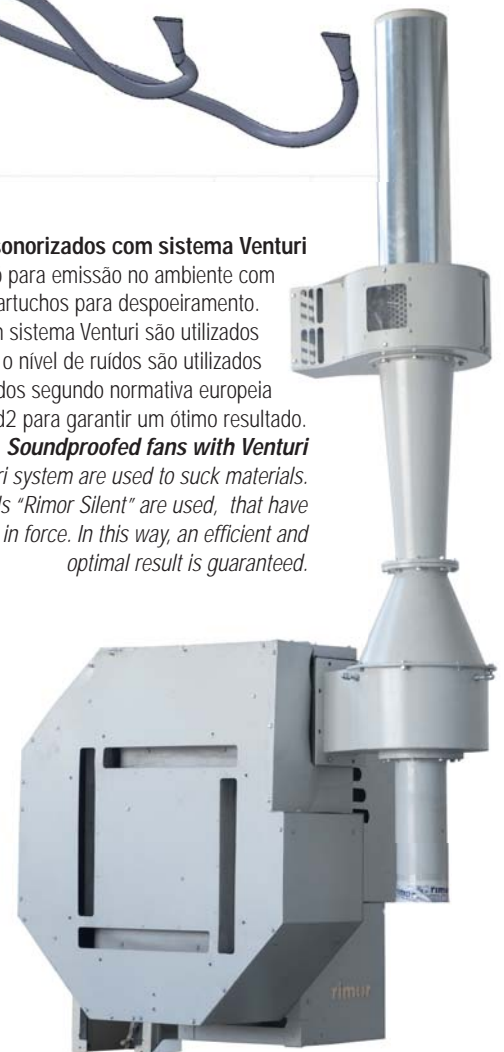 sonorizados com sistema Venturi
para emissão no ambiente com
artuchos para despoeiramento.
sistema Venturi são utilizados
o nível de ruídos são utilizados
dos segundo normativa europeia
d2 para garantir um ótimo resultado.
Soundproofed fans with Venturi
ri system are used to suck materials.
ls “Rimor Silent” are used, that have
in force. In this way, an efficient and
optimal result is guaranteed.
rimor